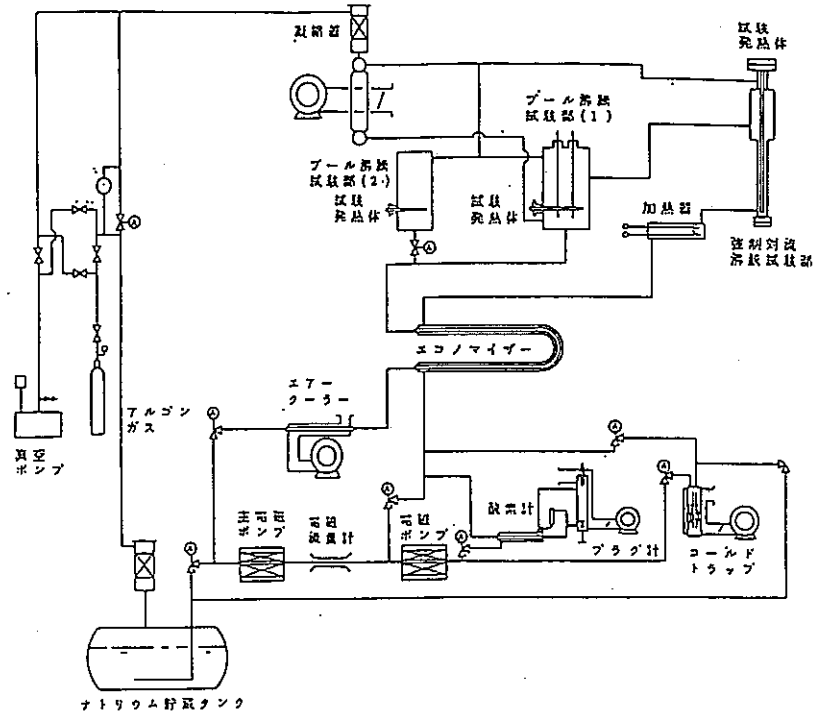 凝縮器
試験
発熱体
プール沸騰
試験部(1)
プール沸騰
試験部(2)
試験
発熱体
試験
発熱体
加熱器
強制対流
沸騰試験部
エコノマイザー
エアー
クーラー
アルゴン
ガス
真空
ポンプ
主電磁
ポンプ
電磁
流量計
電磁
ポンプ
流量計
プラグ計
コールド
トラップ
ナトリウム貯蔵タンク
A
A
A
A
A
A
A
A